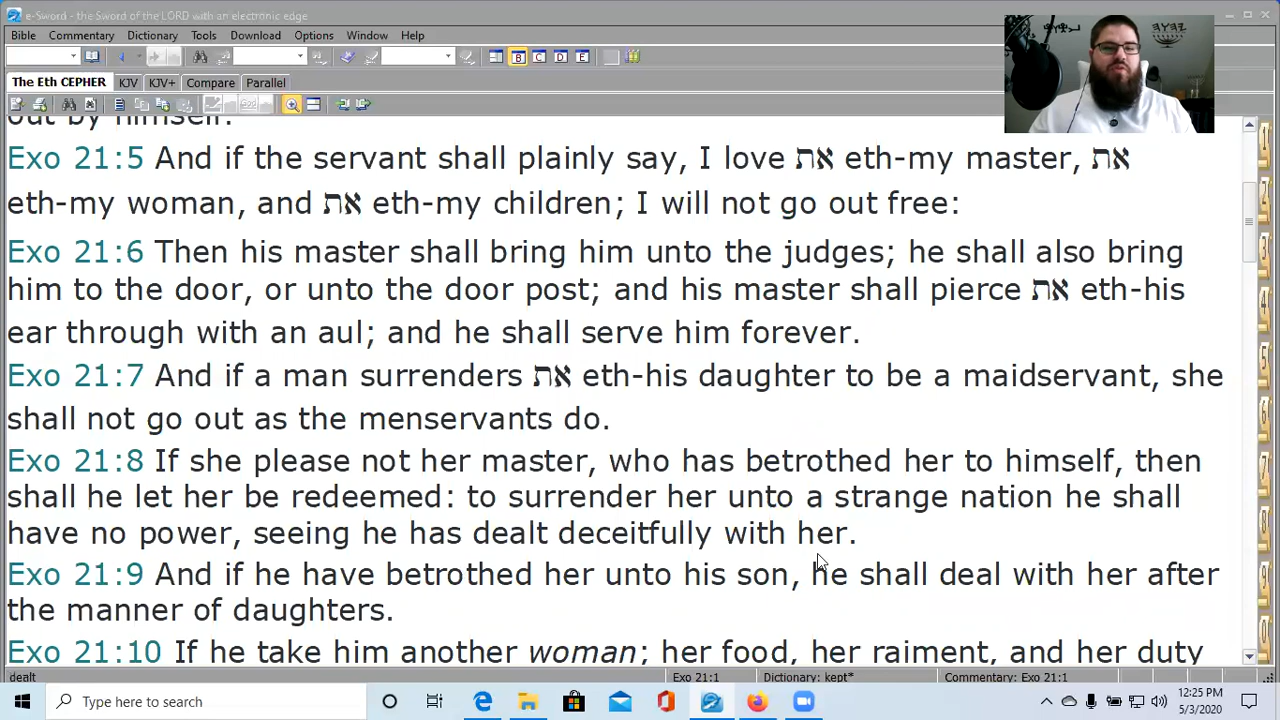 e-Sword - the Sword of the LORD with an electronic edge
Bible Commentary Dictionary Tools Download Options Window Help
B C D E
The Eth CEPHER KJV KJV+ Compare Parallel
out by himself.
Exo 21:5 And if the servant shall plainly say, I love את eth-my master, את
eth-my woman, and את eth-my children; I will not go out free:
Exo 21:6 Then his master shall bring him unto the judges; he shall also bring
him to the door, or unto the door post; and his master shall pierce את eth-his
ear through with an aul; and he shall serve him forever.
Exo 21:7 And if a man surrenders את eth-his daughter to be a maidservant, she
shall not go out as the menservants do.
Exo 21:8 If she please not her master, who has betrothed her to himself, then
shall he let her be redeemed: to surrender her unto a strange nation he shall
have no power, seeing he has dealt deceitfully with her.
Exo 21:9 And if he have betrothed her unto his son, he shall deal with her after
the manner of daughters.
Exo 21:10 If he take him another woman; her food, her raiment, and her duty
dealt Exo 21:1 Dictionary: kept* Commentary: Exo 21:1
Type here to search
12:25 PM
5/3/2020